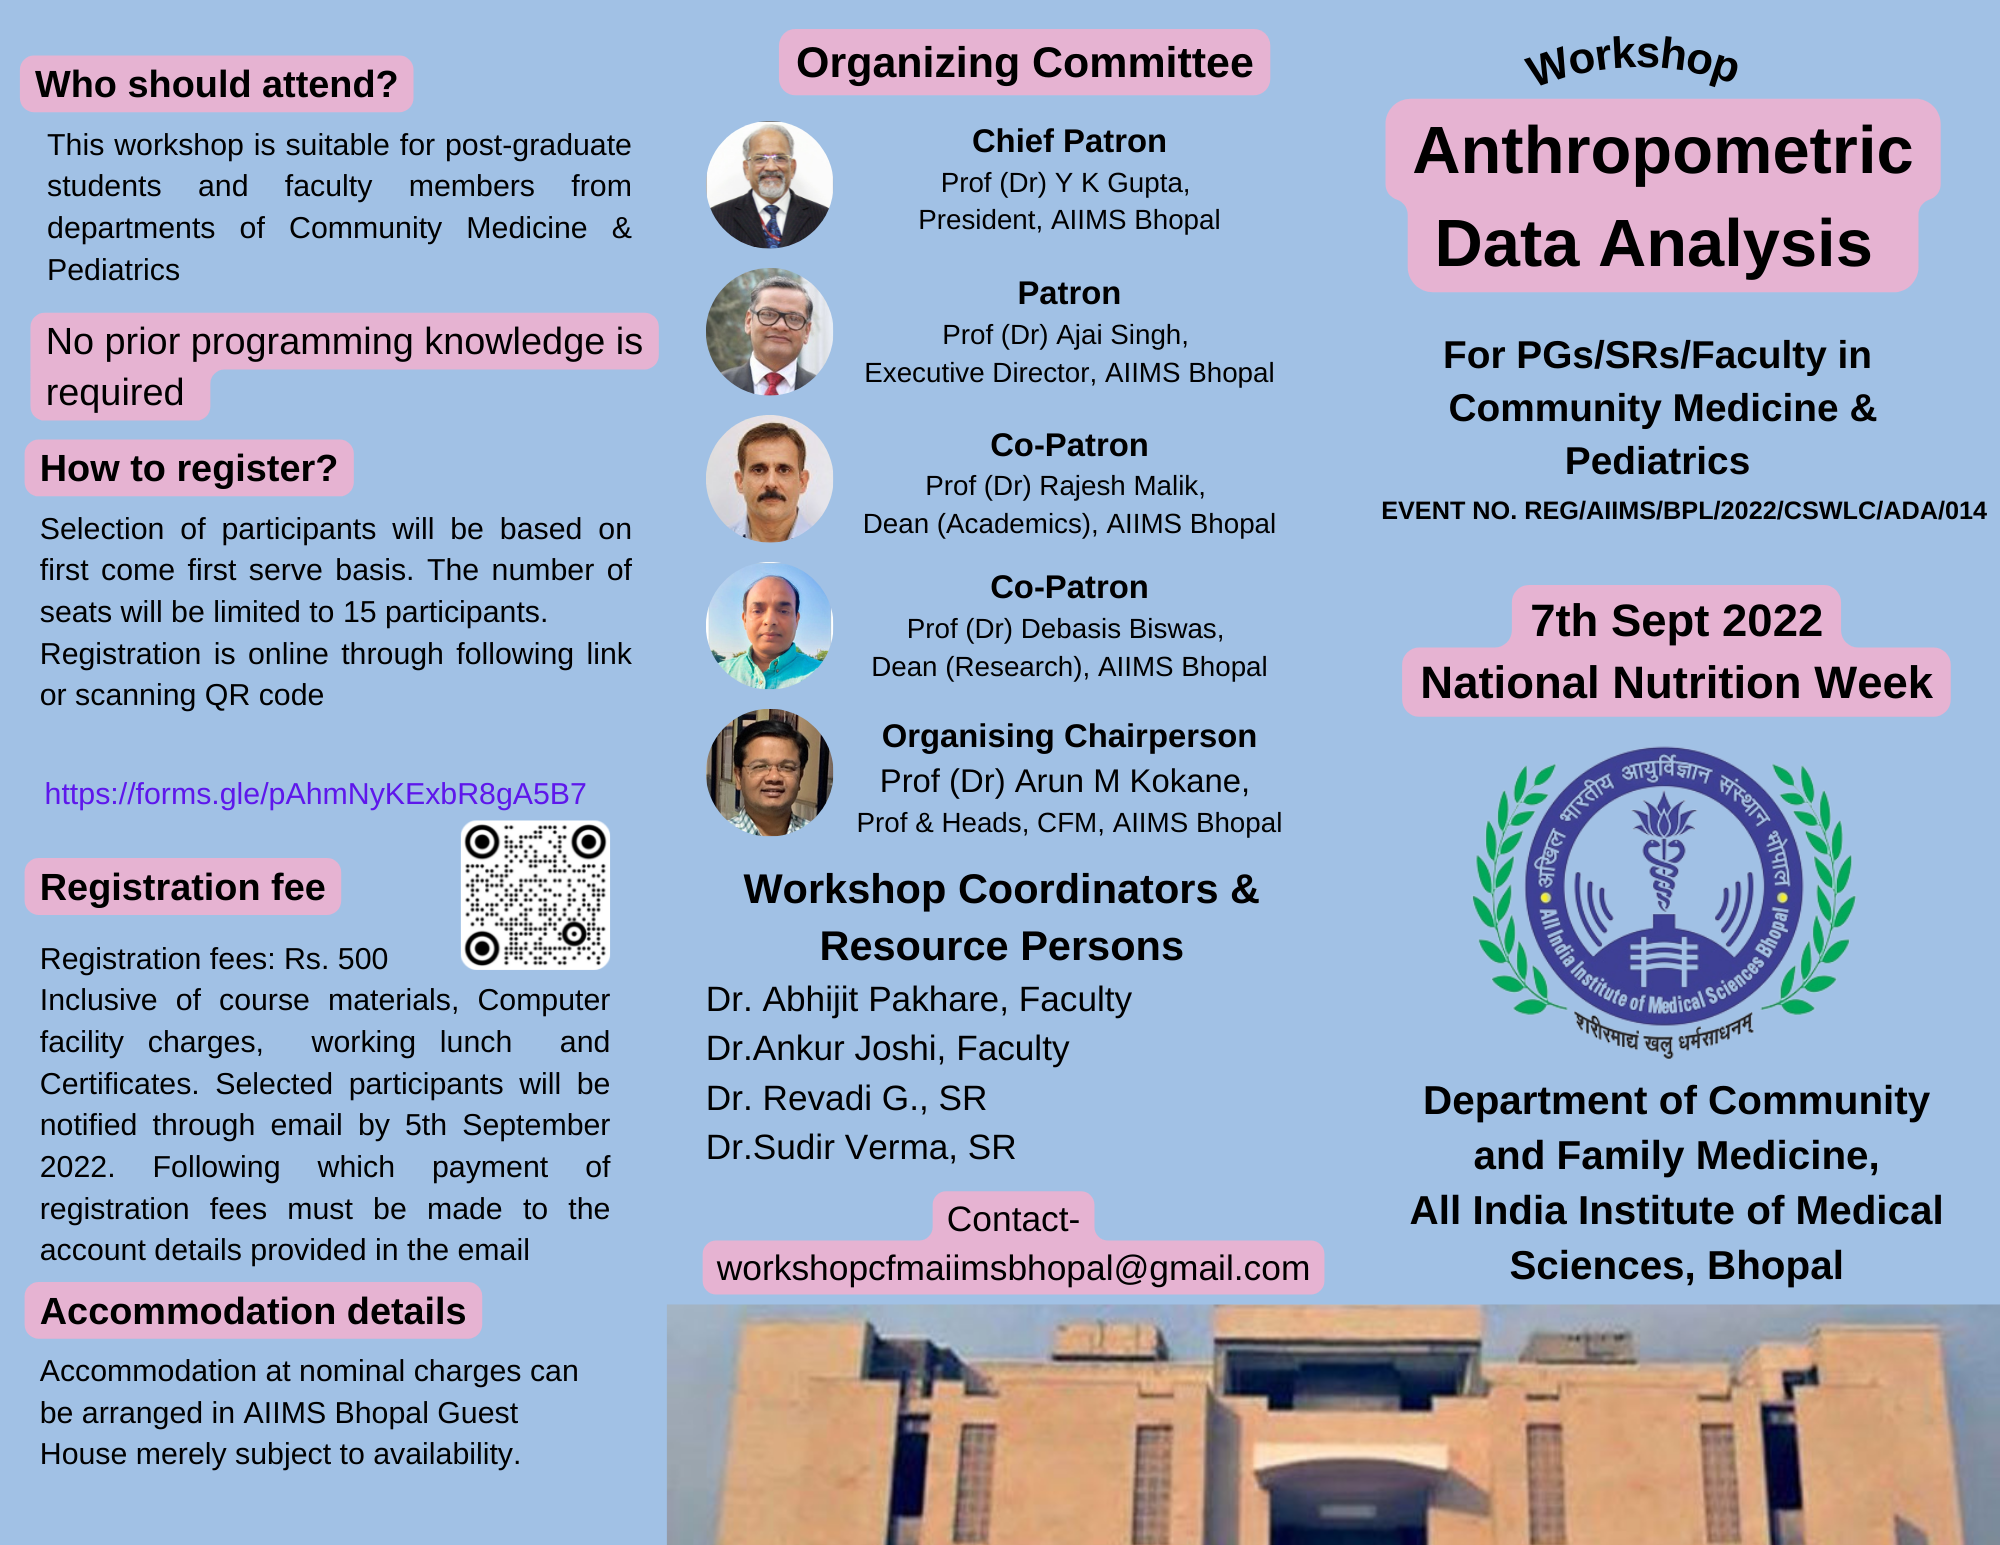 Who should attend?
This workshop is suitable for post-graduate
students and faculty members from
departments of Community Medicine &
Pediatrics
No prior programming knowledge is
required
How to register?
Selection of participants will be based on
first come first serve basis. The number of
seats will be limited to 15 participants.
Registration is online through following link
or scanning QR code
https://forms.gle/pAhmNyKExbR8gA5B7
Registration fee
Registration fees: Rs. 500
Inclusive of course materials, Computer
facility charges, working lunch and
Certificates. Selected participants will be
notified through email by 5th September
2022. Following which payment of
registration fees must be made to the
account details provided in the email
Accommodation details
Accommodation at nominal charges can
be arranged in AIIMS Bhopal Guest
House merely subject to availability.
Organizing Committee
Chief Patron
Prof (Dr) Y K Gupta,
President, AIIMS Bhopal
Patron
Prof (Dr) Ajai Singh,
Executive Director, AIIMS Bhopal
Co-Patron
Prof (Dr) Rajesh Malik,
Dean (Academics), AIIMS Bhopal
Co-Patron
Prof (Dr) Debasis Biswas,
Dean (Research), AIIMS Bhopal
Organising Chairperson
Prof (Dr) Arun M Kokane,
Prof & Heads, CFM, AIIMS Bhopal
Workshop Coordinators &
Resource Persons
Dr. Abhijit Pakhare, Faculty
Dr.Ankur Joshi, Faculty
Dr. Revadi G., SR
Dr.Sudir Verma, SR
Contact-
workshopcfmaiimsbhopal@gmail.com
Workshop
Anthropometric
Data Analysis
For PGs/SRs/Faculty in
Community Medicine &
Pediatrics
EVENT NO. REG/AIIMS/BPL/2022/CSWLC/ADA/014
7th Sept 2022
National Nutrition Week
अखिल भारतीय आयुर्विज्ञान संस्थान भोपाल
All India Institute of Medical Sciences Bhopal
शरीरमाद्यं खलु धर्मसाधनम्
Department of Community
and Family Medicine,
All India Institute of Medical
Sciences, Bhopal